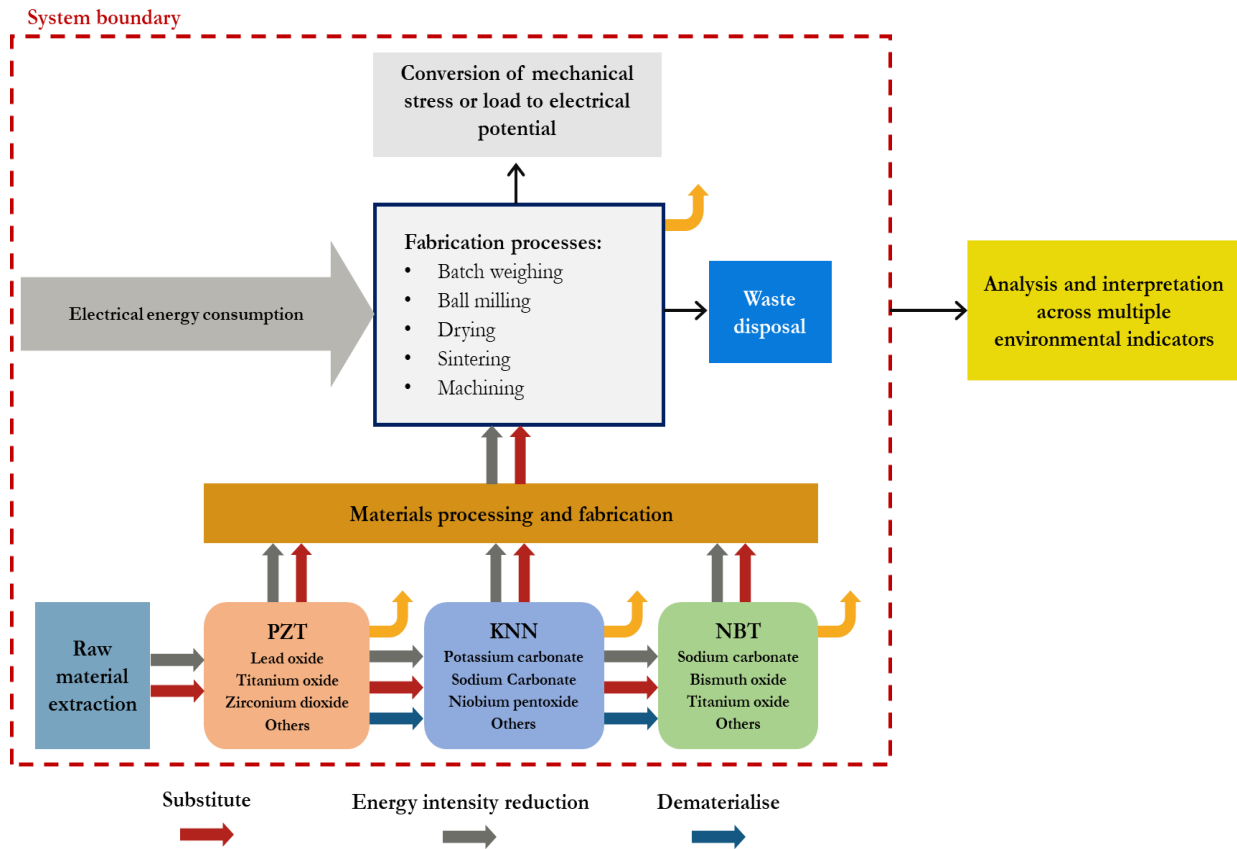 System boundary
Conversion of mechanical
stress or load to electrical
potential
Fabrication processes:
• Batch weighing
• Ball milling
• Drying
• Sintering
• Machining
Electrical energy consumption
Waste
disposal
Analysis and interpretation
across multiple
environmental indicators
Materials processing and fabrication
Raw
material
extraction
PZT
Lead oxide
Titanium oxide
Zirconium dioxide
Others
KNN
Potassium carbonate
Sodium Carbonate
Niobium pentoxide
Others
NBT
Sodium carbonate
Bismuth oxide
Titanium oxide
Others
Substitute
Energy intensity reduction
Dematerialise